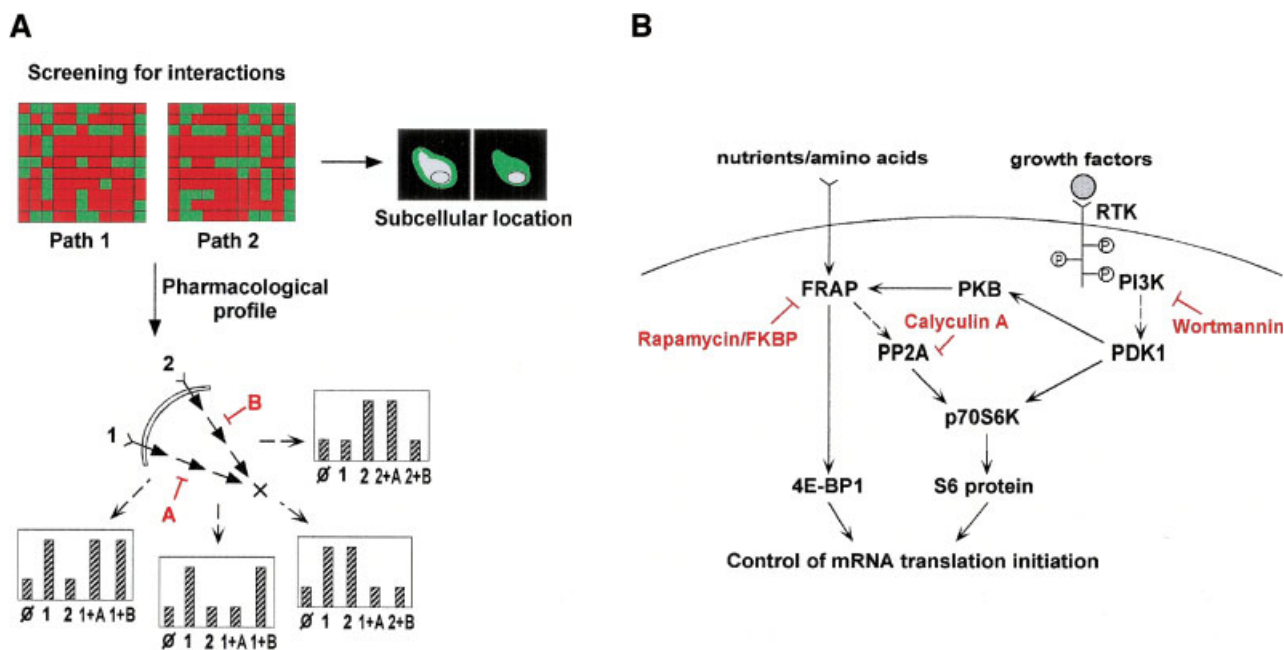 A
Screening for interactions
Path 1
Path 2
Subcellular location
Pharmacological
profile
2
B
1
A
Ø 1 2 2+A 2+B
Ø 1 2 1+A 1+B
Ø 1 2 1+A 1+B
Ø 1 2 1+A 2+B
B
nutrients/amino acids
growth factors
RTK
P
P
P
PI3K
FRAP
PKB
Rapamycin/FKBP
Calyculin A
Wortmannin
PP2A
PDK1
p70S6K
4E-BP1
S6 protein
Control of mRNA translation initiation